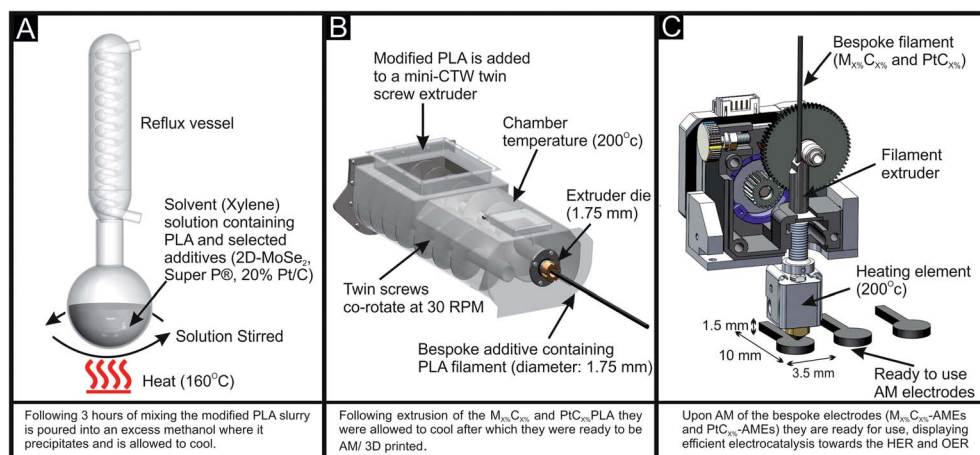 A
Reflux vessel
Solvent (Xylene)
solution containing
PLA and selected
additives (2D-MoSe₂,
Super P®, 20% Pt/C)
Solution Stirred
Heat (160°C)
Following 3 hours of mixing the modified PLA slurry
is poured into an excess methanol where it
precipitates and is allowed to cool.
B
Modified PLA is added
to a mini-CTW twin
screw extruder
Chamber
temperature (200°c)
Extruder die
(1.75 mm)
Twin screws
co-rotate at 30 RPM
Bespoke additive containing
PLA filament (diameter: 1.75 mm)
Following extrusion of the MX%CX% and PtCX%PLA they
were allowed to cool after which they were ready to be
AM/ 3D printed.
C
Bespoke filament
(MX%CX% and PtCX%)
Filament
extruder
Heating element
(200°c)
1.5 mm
10 mm
3.5 mm
Ready to use
AM electrodes
Upon AM of the bespoke electrodes (MX%CX%-AMEs
and PtCX%-AMEs) they are ready for use, displaying
efficient electrocatalysis towards the HER and OER